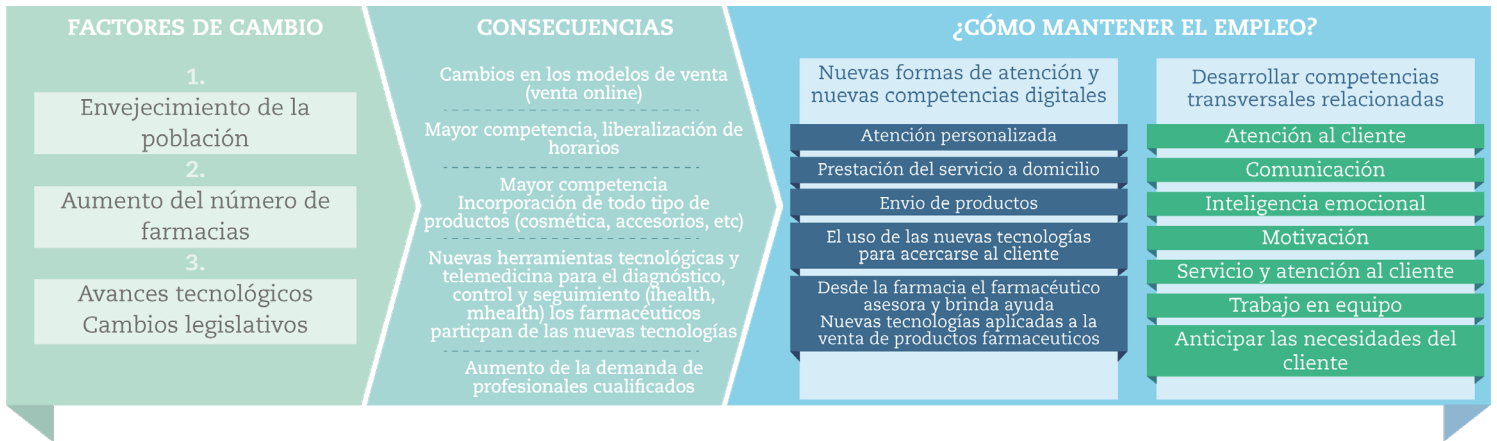 FACTORES DE CAMBIO
1.
Envejecimiento de la
población
2.
Aumento del número de
farmacias
3.
Avances tecnológicos
Cambios legislativos
CONSECUENCIAS
Cambios en los modelos de venta
(venta online)
Mayor competencia, liberalización de
horarios
Mayor competencia
Incorporación de todo tipo de
productos (cosmética, accesorios, etc)
Nuevas herramientas tecnológicas y
telemedicina para el diagnóstico,
control y seguimiento (ihealth,
mhealth) los farmacéuticos
particpan de las nuevas tecnologías
Aumento de la demanda de
profesionales cualificados
¿CÓMO MANTENER EL EMPLEO?
Nuevas formas de atención y
nuevas competencias digitales
Atención personalizada
Prestación del servicio a domicilio
Envio de productos
El uso de las nuevas tecnologías
para acercarse al cliente
Desde la farmacia el farmacéutico
asesora y brinda ayuda
Nuevas tecnologías aplicadas a la
venta de productos farmaceuticos
Desarrollar competencias
transversales relacionadas
Atención al cliente
Comunicación
Inteligencia emocional
Motivación
Servicio y atención al cliente
Trabajo en equipo
Anticipar las necesidades del
cliente